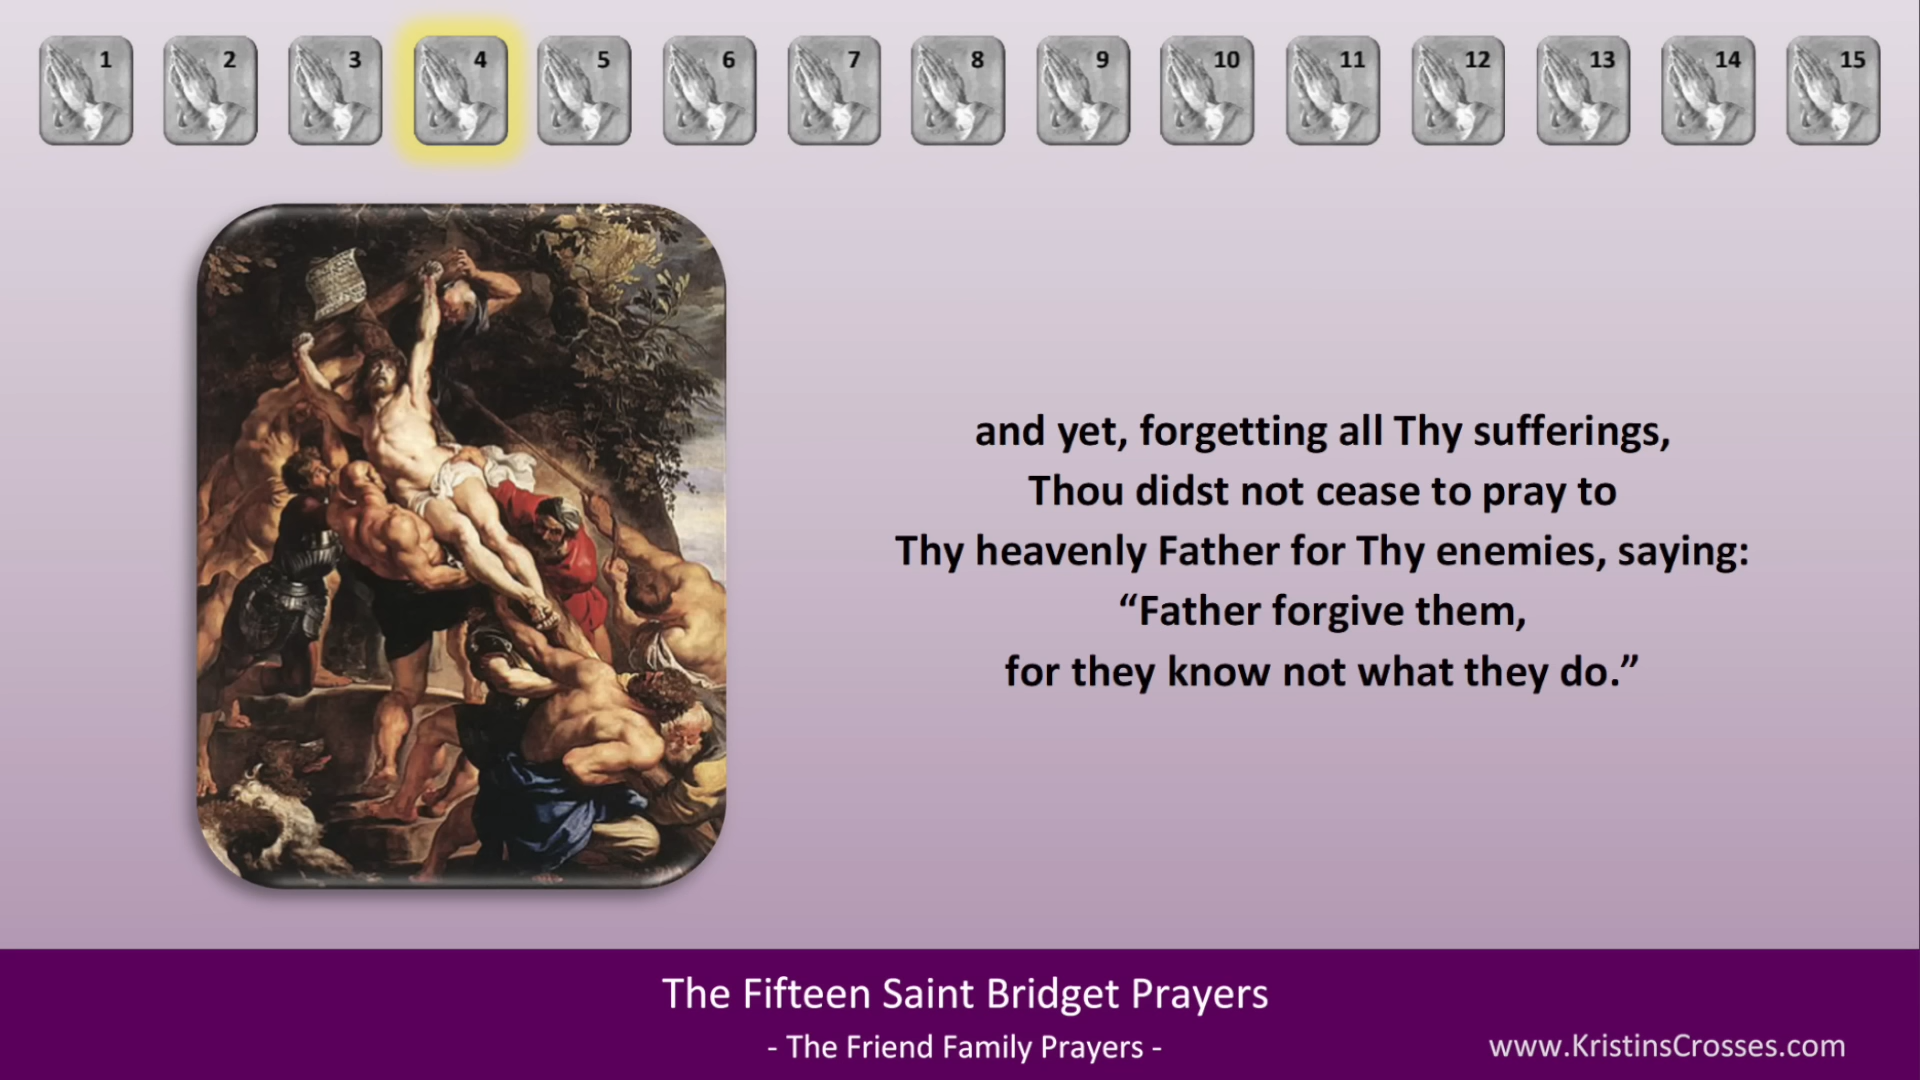 1 2 3 4 5 6 7 8 9 10 11 12 13 14 15
and yet, forgetting all Thy sufferings,
Thou didst not cease to pray to
Thy heavenly Father for Thy enemies, saying:
“Father forgive them,
for they know not what they do.”
The Fifteen Saint Bridget Prayers
- The Friend Family Prayers -
www.KristinsCrosses.com